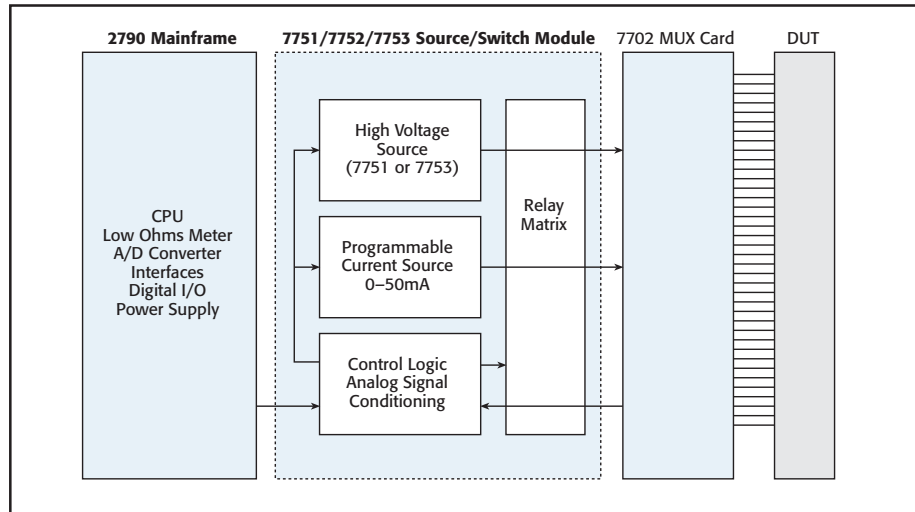 2790 Mainframe
7751/7752/7753 Source/Switch Module
7702 MUX Card
DUT
CPU
Low Ohms Meter
A/D Converter
Interfaces
Digital I/O
Power Supply
High Voltage
Source
(7751 or 7753)
Programmable
Current Source
0–50mA
Control Logic
Analog Signal
Conditioning
Relay
Matrix